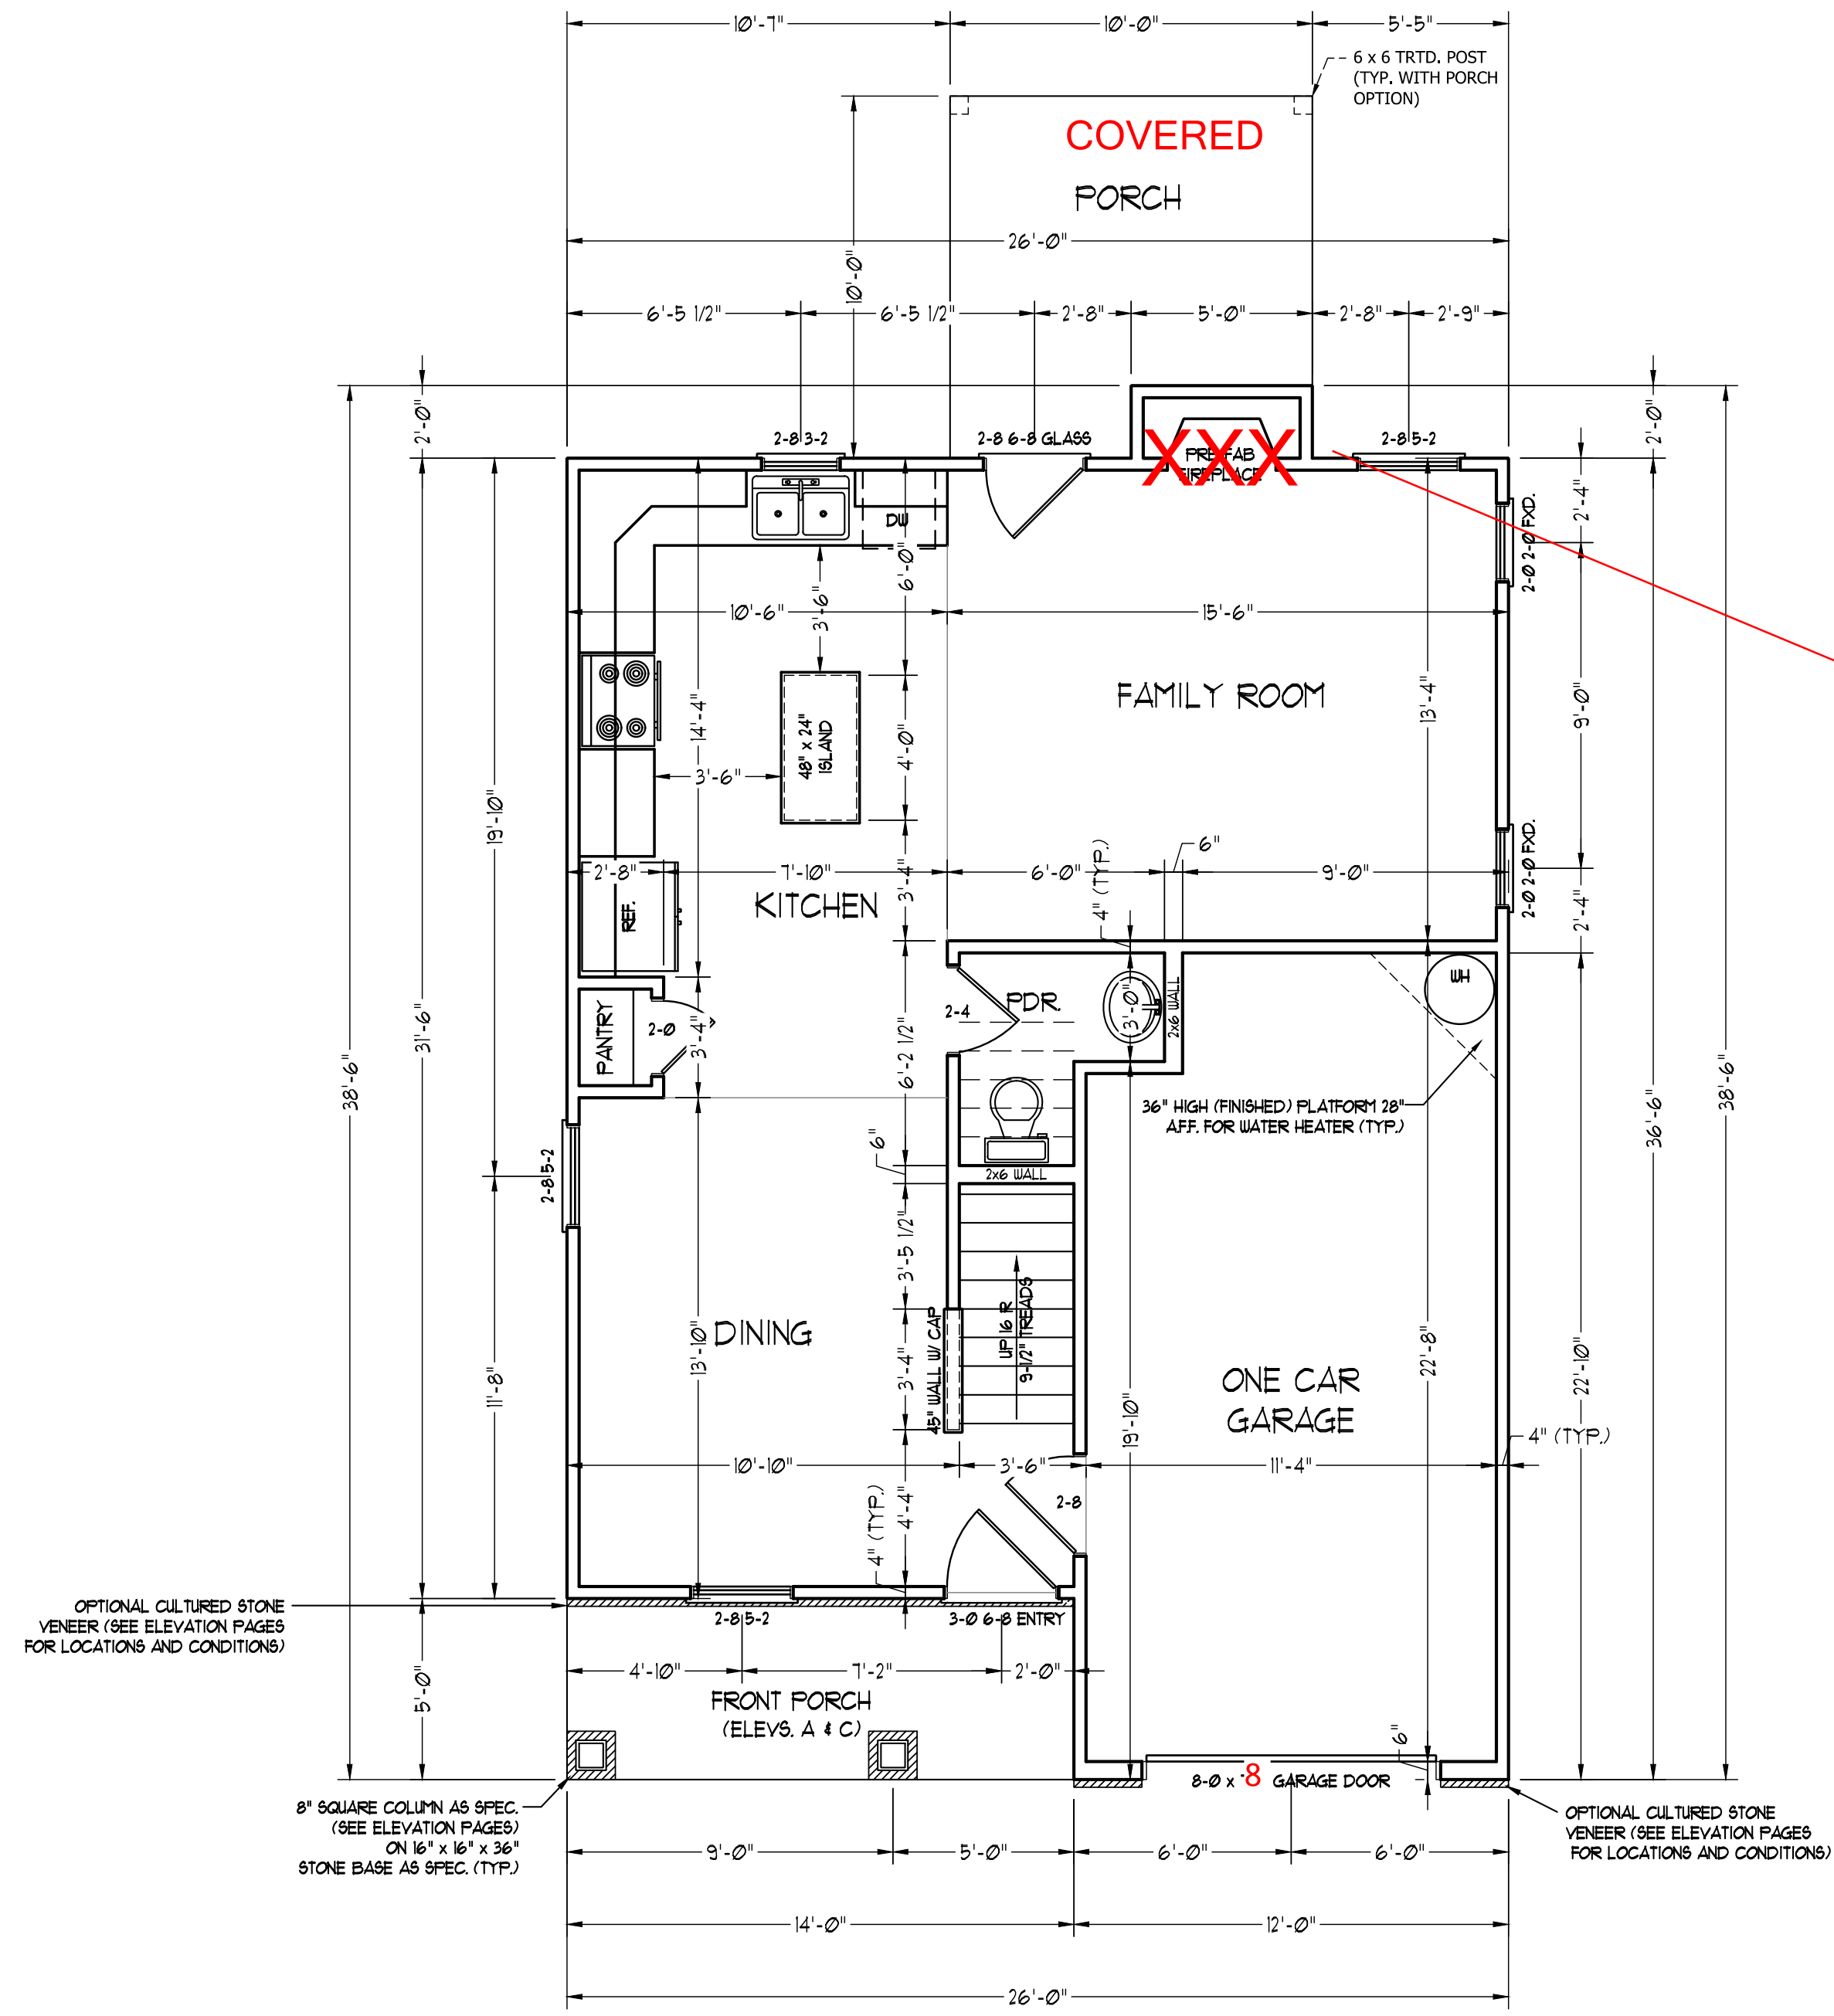 10'-7"
10'-0"
5'-5"
6 x 6 TRTD. POST
(TYP. WITH PORCH
OPTION)
COVERED
PORCH
26'-0"
10'-0"
6'-5 1/2"
6'-5 1/2"
2'-8"
5'-0"
2'-8"
2'-9"
2'-0"
2'-0"
2-8 3-2
2-8 6-8 GLASS
2-8 5-2
XXX
PRE FAB
FIREPLACE
2'-4"
2-0 2-0 FXD.
DW
6'-0"
3'-6"
10'-6"
15'-6"
FAMILY ROOM
14'-4"
13'-4"
9'-0"
48" x 24"
ISLAND
4'-0"
3'-6"
19'-10"
2'-8"
7'-10"
3'-4"
6'-0"
4" (TYP.)
6"
9'-0"
2-0 2-0 FXD.
2'-4"
KITCHEN
REF.
WH
PDR.
2-4
3'-0"
2x6 WALL
PANTRY
2-0
3'-4"
6'-2 1/2"
31'-6"
38'-6"
36'-6"
38'-6"
36" HIGH (FINISHED) PLATFORM 28"
A.F.F. FOR WATER HEATER (TYP.)
6"
2x6 WALL
2-8 5-2
3'-5 1/2"
UP 16 R
9-1/2" TREADS
DINING
13'-10"
45" WALL W/ CAP
3'-4"
22'-8"
22'-10"
11'-8"
ONE CAR
GARAGE
19'-10"
4" (TYP.)
10'-10"
3'-6"
11'-4"
2-8
4" (TYP.)
4'-4"
OPTIONAL CULTURED STONE
VENEER (SEE ELEVATION PAGES
FOR LOCATIONS AND CONDITIONS)
2-8 5-2
3-0 6-8 ENTRY
4'-10"
7'-2"
2'-0"
5'-0"
FRONT PORCH
(ELEVS. A & C)
6"
8-0 x -8 GARAGE DOOR
8" SQUARE COLUMN AS SPEC.
(SEE ELEVATION PAGES)
ON 16" x 16" x 36"
STONE BASE AS SPEC. (TYP.)
OPTIONAL CULTURED STONE
VENEER (SEE ELEVATION PAGES
FOR LOCATIONS AND CONDITIONS)
9'-0"
5'-0"
6'-0"
6'-0"
14'-0"
12'-0"
26'-0"